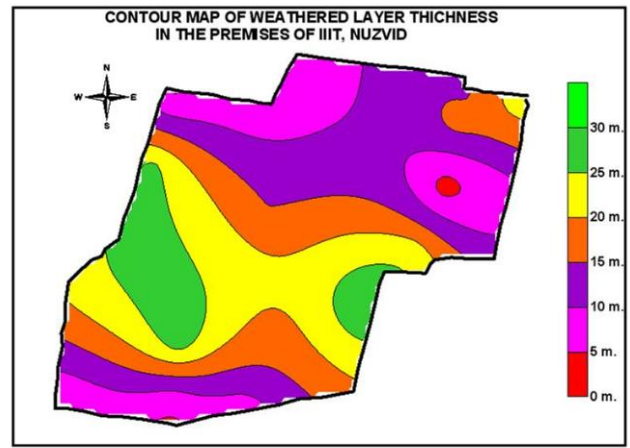 CONTOUR MAP OF WEATHERED LAYER THICHNESS
IN THE PREMISES OF IIIT, NUZVID
N
W E
S
30 m.
25 m.
20 m.
15 m.
10 m.
5 m.
0 m.